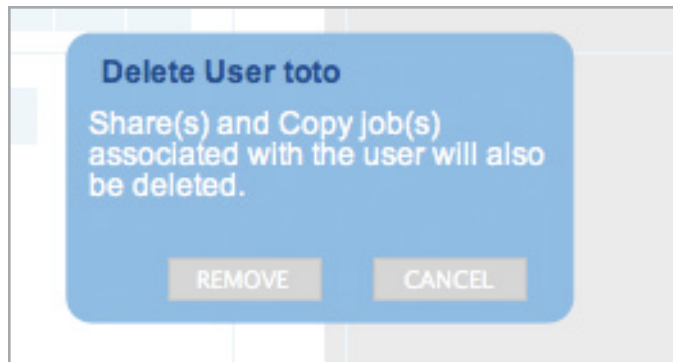 Delete User toto
Share(s) and Copy job(s)
associated with the user will also
be deleted.
REMOVE CANCEL